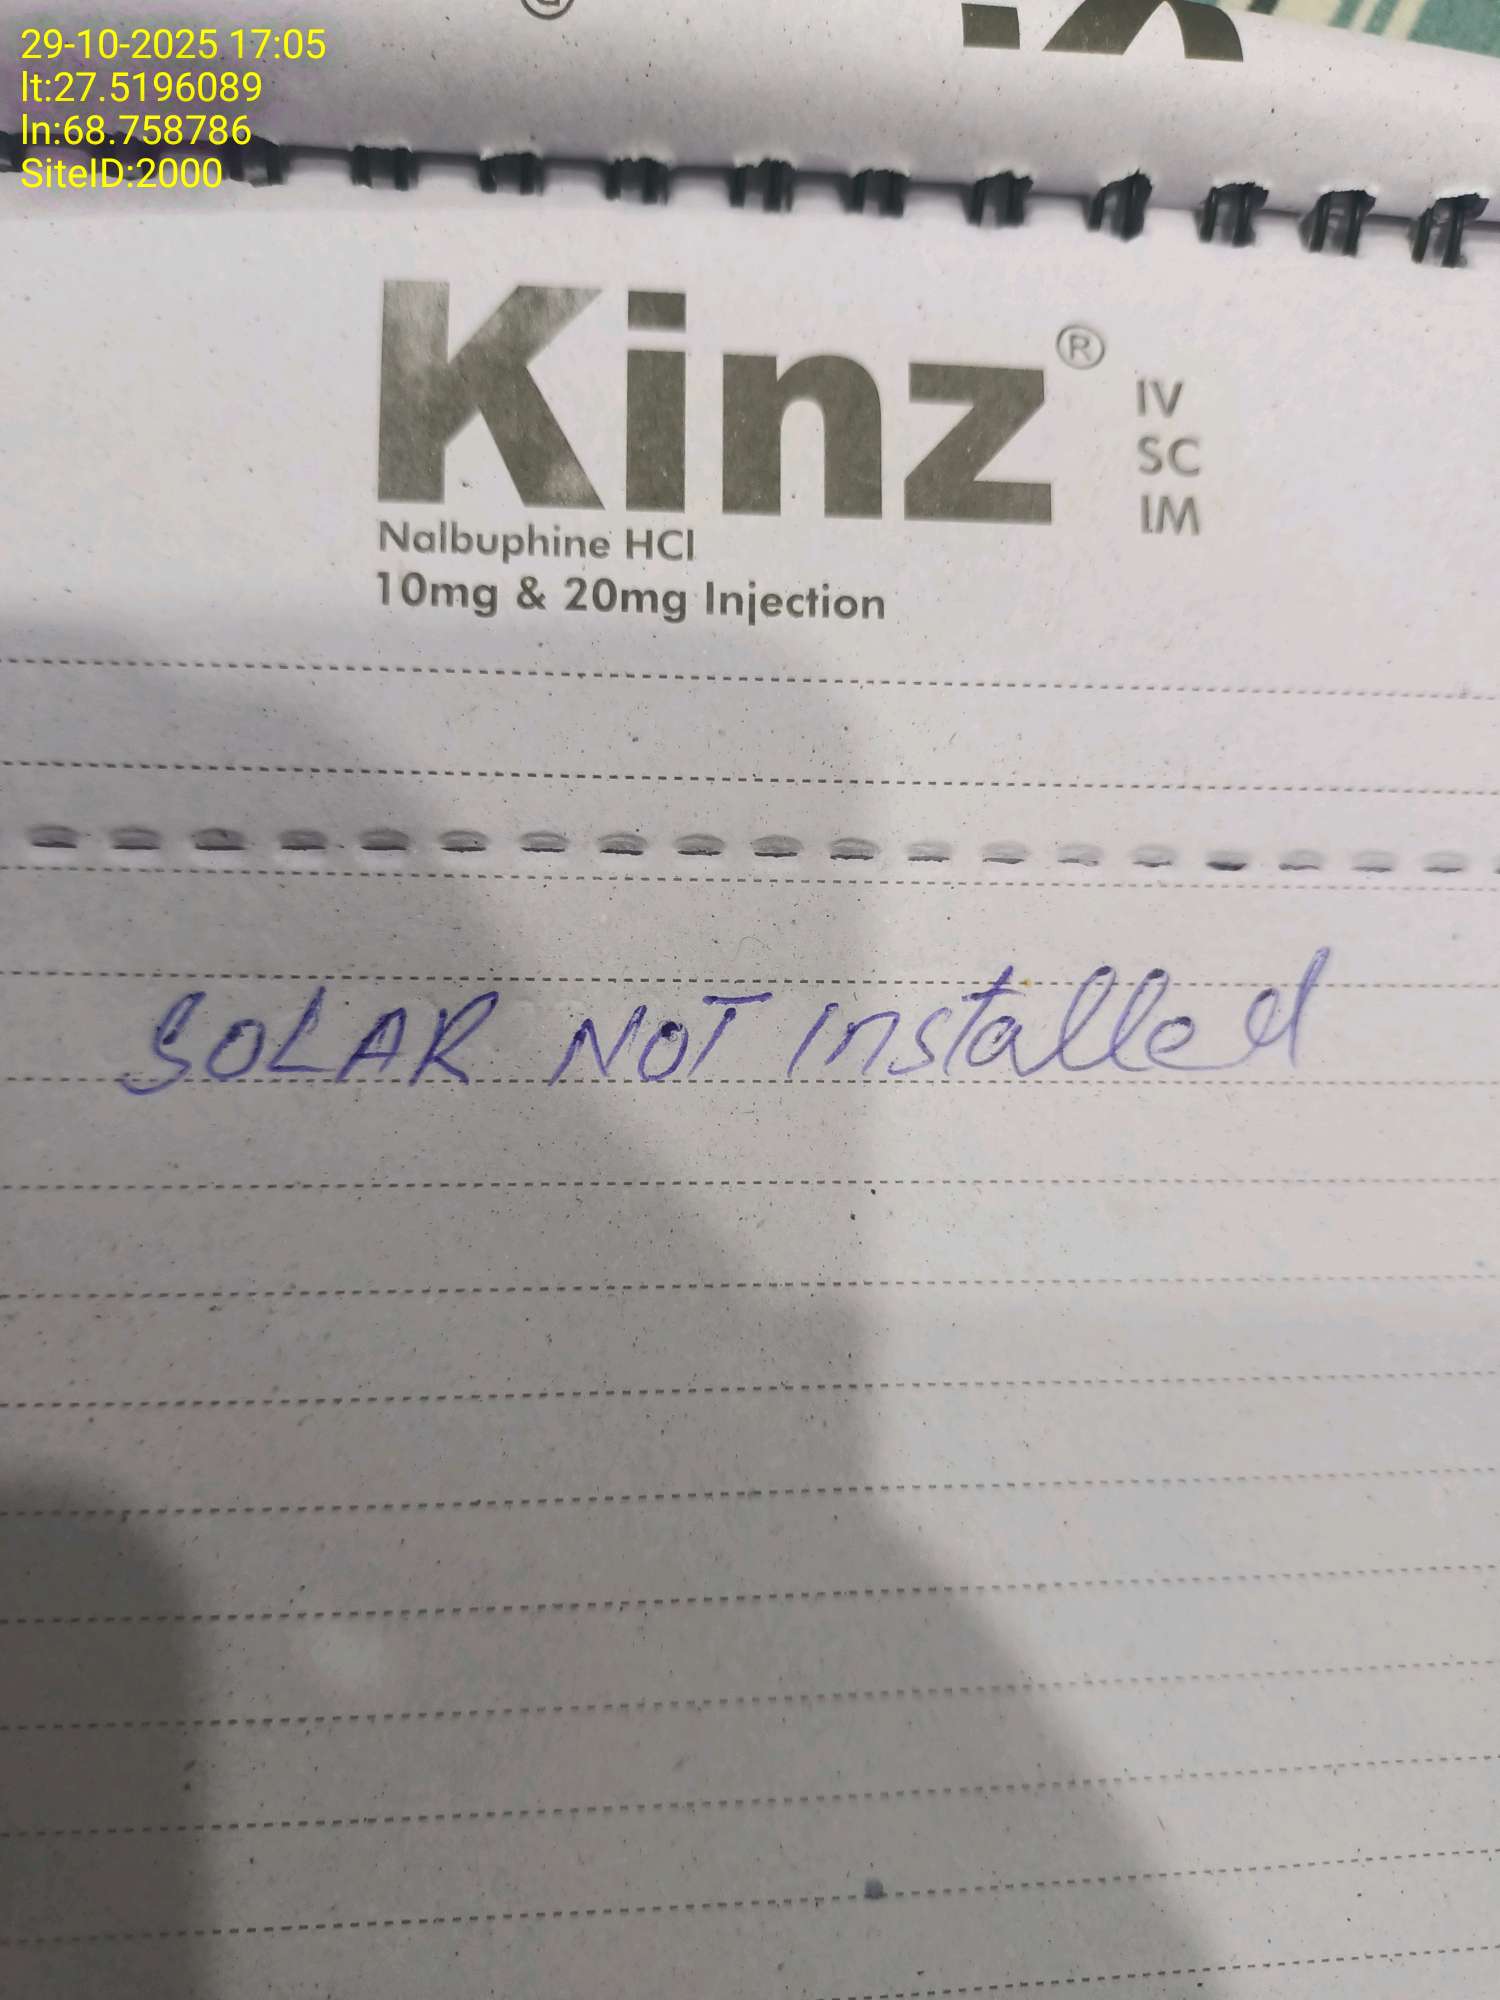 29-10-2025 17:05
lt:27.5196089
ln:68.758786
SiteID:2000
Kinz®
IV
SC
IM
Nalbuphine HCl
10mg & 20mg Injection
SOLAR NOT installed